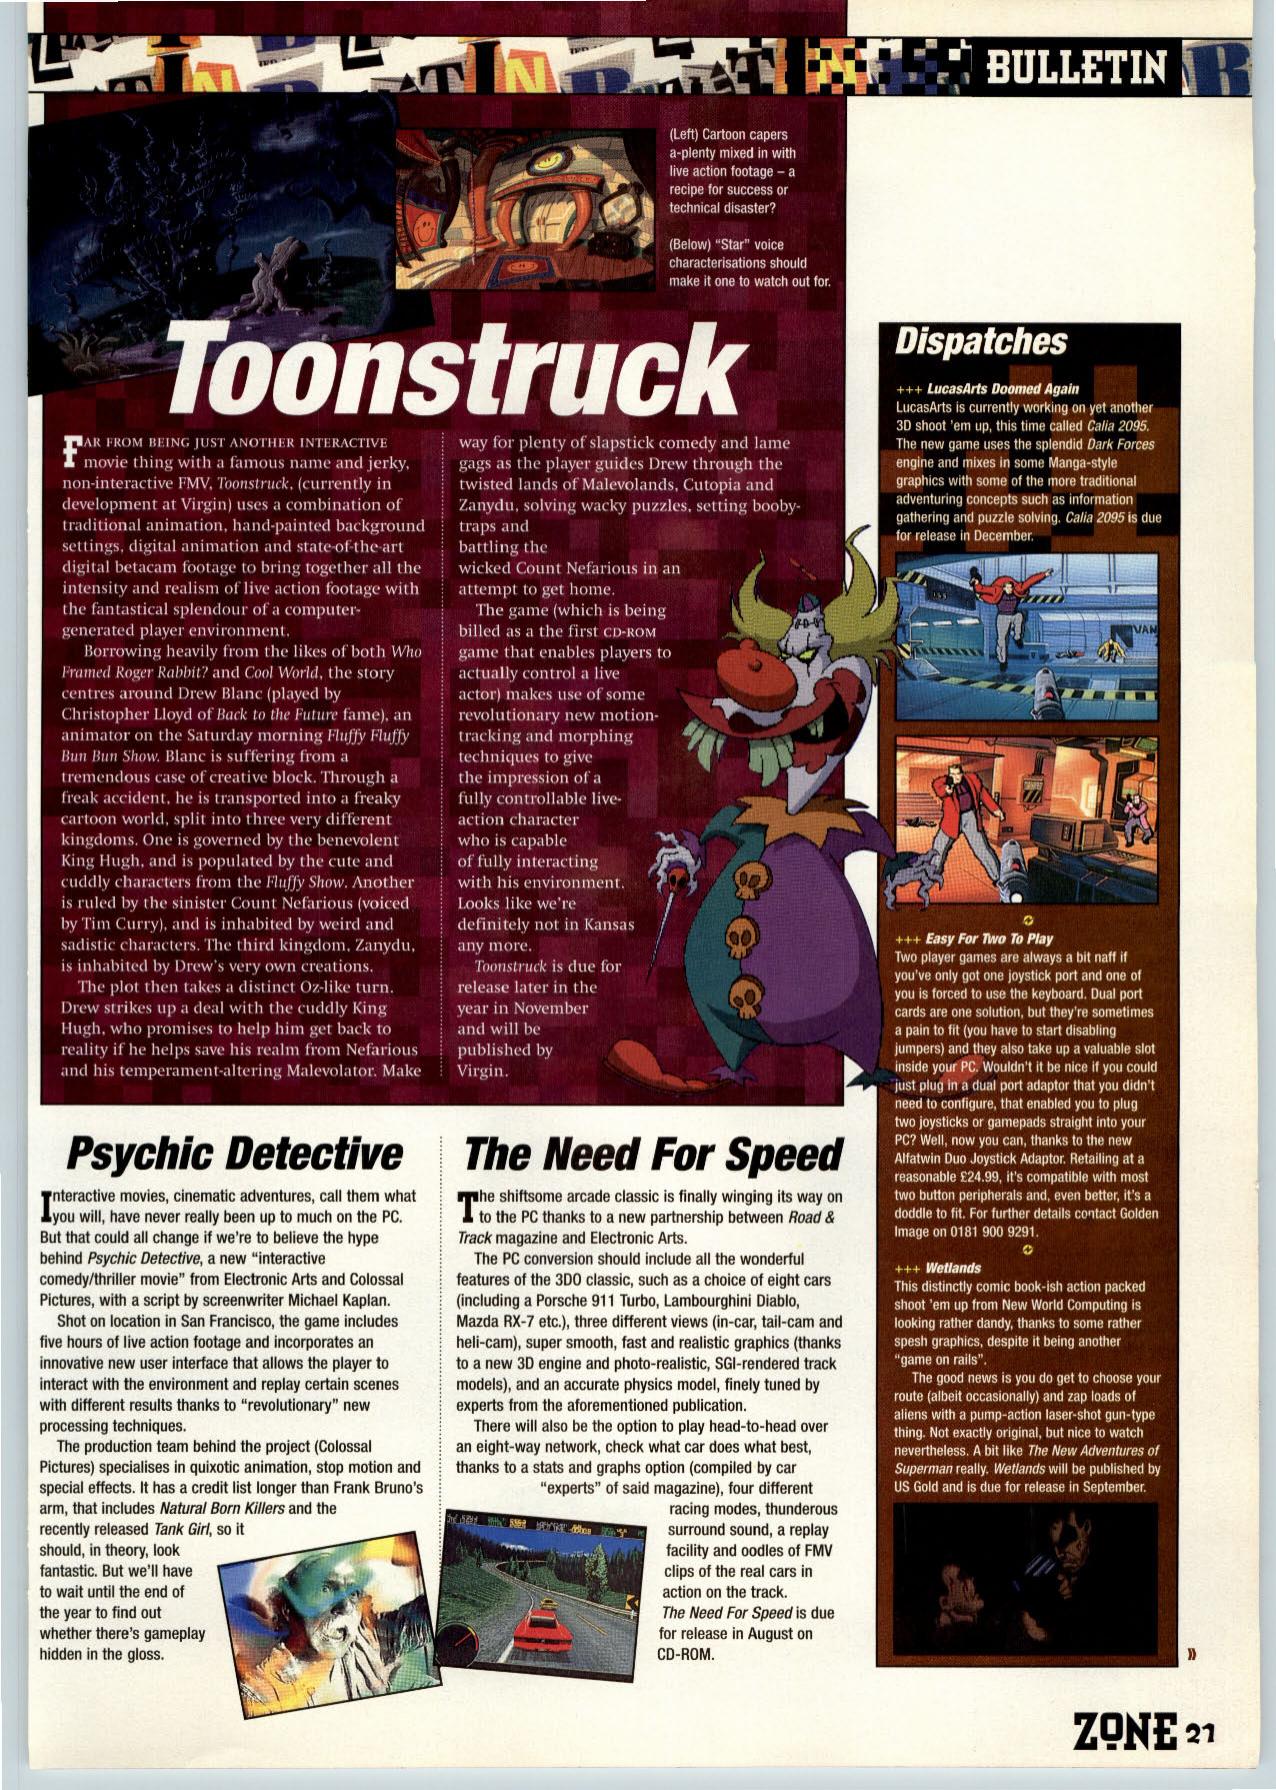 BULLETIN
(Left) Cartoon capers
a-plenty mixed in with
live action footage – a
recipe for success or
technical disaster?
(Below) “Star” voice
characterisations should
make it one to watch out for.
Toonstruck
FAR FROM BEING JUST ANOTHER INTERACTIVE
movie thing with a famous name and jerky,
non-interactive FMV, Toonstruck, (currently in
development at Virgin) uses a combination of
traditional animation, hand-painted background
settings, digital animation and state-of-the-art
digital betacam footage to bring together all the
intensity and realism of live action footage with
the fantastical splendour of a computer-
generated player environment.
Borrowing heavily from the likes of both Who
Framed Roger Rabbit? and Cool World, the story
centres around Drew Blanc (played by
Christopher Lloyd of Back to the Future fame), an
animator on the Saturday morning Fluffy Fluffy
Bun Bun Show. Blanc is suffering from a
tremendous case of creative block. Through a
freak accident, he is transported into a freaky
cartoon world, split into three very different
kingdoms. One is governed by the benevolent
King Hugh, and is populated by the cute and
cuddly characters from the Fluffy Show. Another
is ruled by the sinister Count Nefarious (voiced
by Tim Curry), and is inhabited by weird and
sadistic characters. The third kingdom, Zanydu,
is inhabited by Drew’s very own creations.
The plot then takes a distinct Oz-like turn.
Drew strikes up a deal with the cuddly King
Hugh, who promises to help him get back to
reality if he helps save his realm from Nefarious
and his temperament-altering Malevolator. Make
way for plenty of slapstick comedy and lame
gags as the player guides Drew through the
twisted lands of Malevolands, Cutopia and
Zanydu, solving wacky puzzles, setting booby-
traps and
battling the
wicked Count Nefarious in an
attempt to get home.
The game (which is being
billed as a the first CD-ROM
game that enables players to
actually control a live
actor) makes use of some
revolutionary new motion-
tracking and morphing
techniques to give
the impression of a
fully controllable live-
action character
who is capable
of fully interacting
with his environment.
Looks like we’re
definitely not in Kansas
any more.
Toonstruck is due for
release later in the
year in November
and will be
published by
Virgin.
Psychic Detective
Interactive movies, cinematic adventures, call them what
you will, have never really been up to much on the PC.
But that could all change if we’re to believe the hype
behind Psychic Detective, a new “interactive
comedy/thriller movie” from Electronic Arts and Colossal
Pictures, with a script by screenwriter Michael Kaplan.
Shot on location in San Francisco, the game includes
five hours of live action footage and incorporates an
innovative new user interface that allows the player to
interact with the environment and replay certain scenes
with different results thanks to “revolutionary” new
processing techniques.
The production team behind the project (Colossal
Pictures) specialises in quixotic animation, stop motion and
special effects. It has a credit list longer than Frank Bruno’s
arm, that includes Natural Born Killers and the
recently released Tank Girl, so it
should, in theory, look
fantastic. But we’ll have
to wait until the end of
the year to find out
whether there’s gameplay
hidden in the gloss.
The Need For Speed
The shiftsome arcade classic is finally winging its way on
to the PC thanks to a new partnership between Road &
Track magazine and Electronic Arts.
The PC conversion should include all the wonderful
features of the 3DO classic, such as a choice of eight cars
(including a Porsche 911 Turbo, Lambourghini Diablo,
Mazda RX-7 etc.), three different views (in-car, tail-cam and
heli-cam), super smooth, fast and realistic graphics (thanks
to a new 3D engine and photo-realistic, SGI-rendered track
models), and an accurate physics model, finely tuned by
experts from the aforementioned publication.
There will also be the option to play head-to-head over
an eight-way network, check what car does what best,
thanks to a stats and graphs option (compiled by car
“experts” of said magazine), four different
racing modes, thunderous
surround sound, a replay
facility and oodles of FMV
clips of the real cars in
action on the track.
The Need For Speed is due
for release in August on
CD-ROM.
Dispatches
+++ LucasArts Doomed Again
LucasArts is currently working on yet another
3D shoot ’em up, this time called Calia 2095.
The new game uses the splendid Dark Forces
engine and mixes in some Manga-style
graphics with some of the more traditional
adventuring concepts such as information
gathering and puzzle solving. Calia 2095 is due
for release in December.
VAN
+++ Easy For Two To Play
Two player games are always a bit naff if
you’ve only got one joystick port and one of
you is forced to use the keyboard. Dual port
cards are one solution, but they’re sometimes
a pain to fit (you have to start disabling
jumpers) and they also take up a valuable slot
inside your PC. Wouldn’t it be nice if you could
just plug in a dual port adaptor that you didn’t
need to configure, that enabled you to plug
two joysticks or gamepads straight into your
PC? Well, now you can, thanks to the new
Alfatwin Duo Joystick Adaptor. Retailing at a
reasonable £24.99, it’s compatible with most
two button peripherals and, even better, it’s a
doddle to fit. For further details contact Golden
Image on 0181 900 9291.
+++ Wetlands
This distinctly comic book-ish action packed
shoot ’em up from New World Computing is
looking rather dandy, thanks to some rather
spesh graphics, despite it being another
“game on rails”.
The good news is you do get to choose your
route (albeit occasionally) and zap loads of
aliens with a pump-action laser-shot gun-type
thing. Not exactly original, but nice to watch
nevertheless. A bit like The New Adventures of
Superman really. Wetlands will be published by
US Gold and is due for release in September.
»
ZONE 21